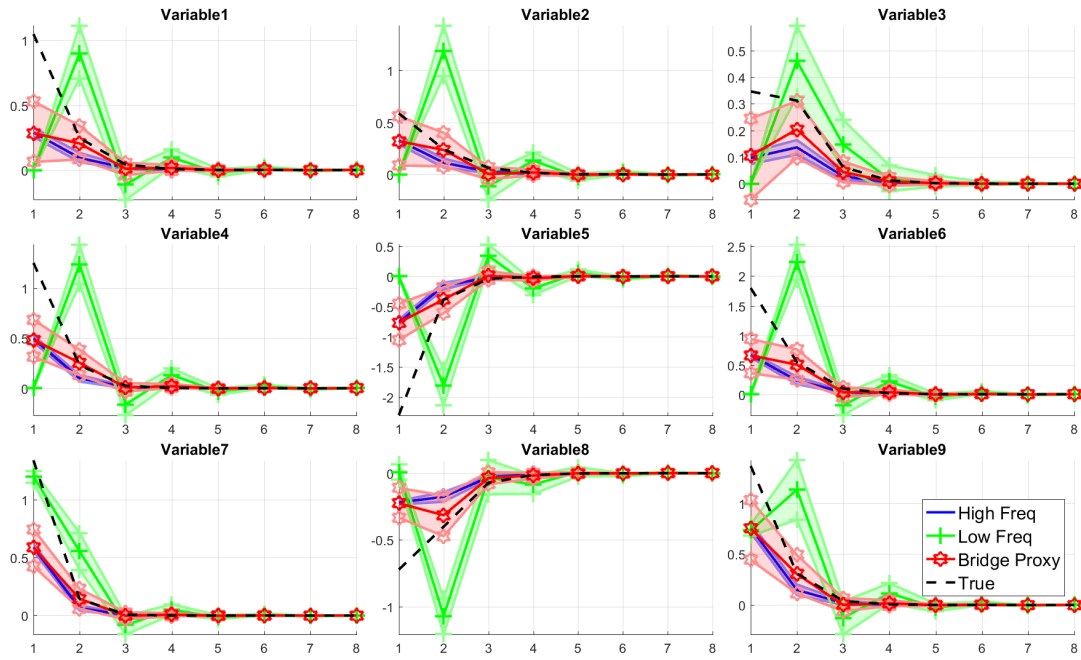 Variable1
1
0.5
0
1 2 3 4 5 6 7 8
Variable2
1
0.5
0
1 2 3 4 5 6 7 8
Variable3
0.5
0.4
0.3
0.2
0.1
0
1 2 3 4 5 6 7 8
Variable4
1
0.5
0
1 2 3 4 5 6 7 8
Variable5
0.5
0
-0.5
-1
-1.5
-2
1 2 3 4 5 6 7 8
Variable6
2.5
2
1.5
1
0.5
0
1 2 3 4 5 6 7 8
Variable7
1
0.5
0
1 2 3 4 5 6 7 8
Variable8
0
-0.5
-1
1 2 3 4 5 6 7 8
Variable9
1
0.5
0
1 2 3 4 5 6 7 8
High Freq
Low Freq
Bridge Proxy
True